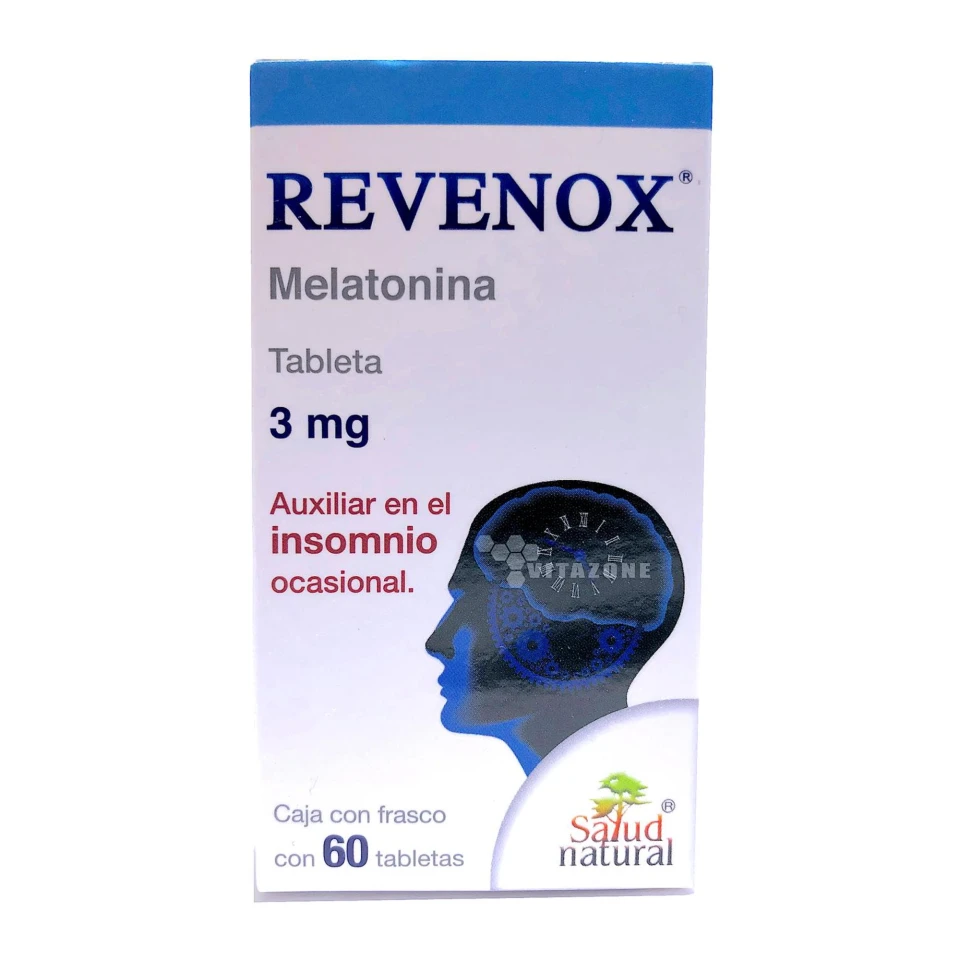 REVENOX®
Melatonina
Tableta
3 mg
Auxiliar en el
insomnio
ocasional.
VITAZONE
Caja con frasco
con 60 tabletas
Salud®
natural